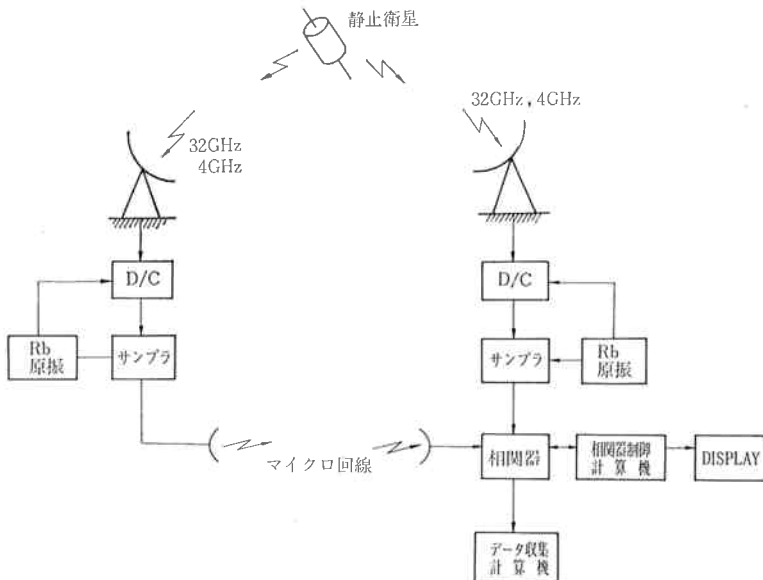 静止衛星
32GHz
4GHz
32GHz, 4GHz
D/C
D/C
Rb
原振
サンプラ
サンプラ
Rb
原振
マイクロ回線
相関器
相関器制御
計算機
DISPLAY
データ収集
計算機